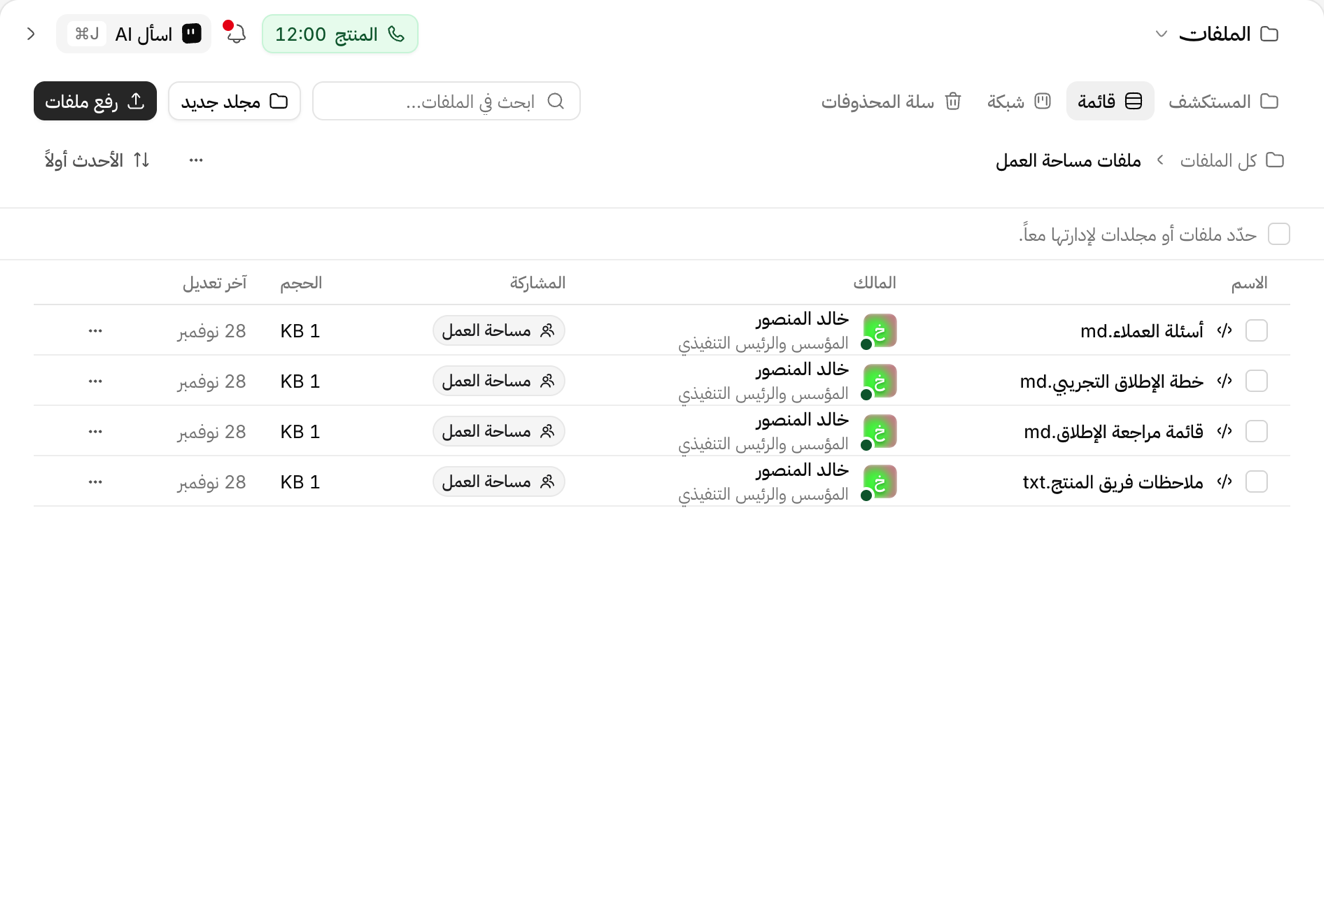 الملفات
المنتج 12:00
اسأل AI ⌘J
المستكشف
قائمة
شبكة
سلة المحذوفات
ابحث في الملفات...
مجلد جديد
رفع ملفات
كل الملفات
ملفات مساحة العمل
الأحدث أولاً
حدّد ملفات أو مجلدات لإدارتها معاً.
الاسم المالك المشاركة الحجم آخر تعديل
أسئلة العملاء.md
خالد المنصور
المؤسس والرئيس التنفيذي
مساحة العمل
1 KB
28 نوفمبر
خطة الإطلاق التجريبي.md
خالد المنصور
المؤسس والرئيس التنفيذي
مساحة العمل
1 KB
28 نوفمبر
قائمة مراجعة الإطلاق.md
خالد المنصور
المؤسس والرئيس التنفيذي
مساحة العمل
1 KB
28 نوفمبر
ملاحظات فريق المنتج.txt
خالد المنصور
المؤسس والرئيس التنفيذي
مساحة العمل
1 KB
28 نوفمبر